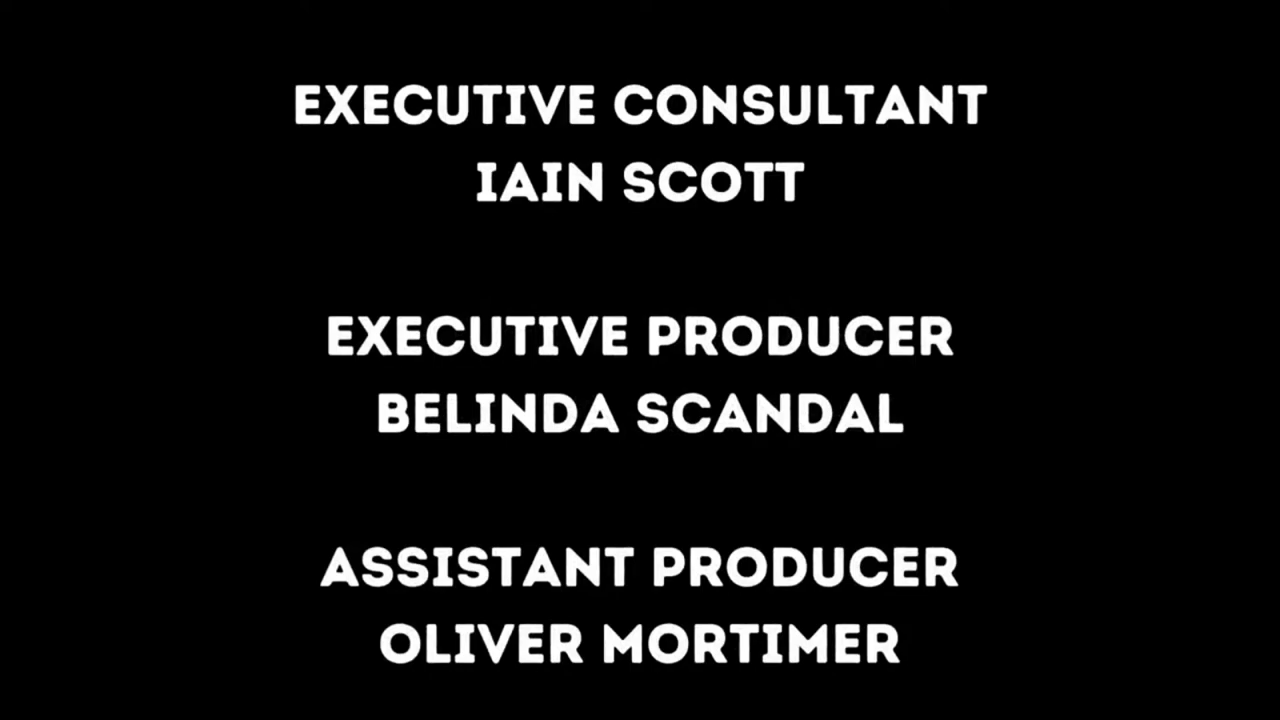 EXECUTIVE CONSULTANT
IAIN SCOTT
EXECUTIVE PRODUCER
BELINDA SCANDAL
ASSISTANT PRODUCER
OLIVER MORTIMER